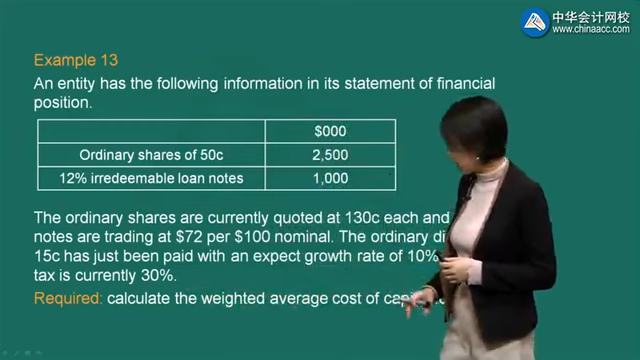 中华会计网校
www.chinaacc.com
Example 13
An entity has the following information in its statement of financial
position.
$000
Ordinary shares of 50c 2,500
12% irredeemable loan notes 1,000
The ordinary shares are currently quoted at 130c each and
notes are trading at $72 per $100 nominal. The ordinary
15c has just been paid with an expect growth rate of 10%
tax is currently 30%.
Required: calculate the weighted average cost of